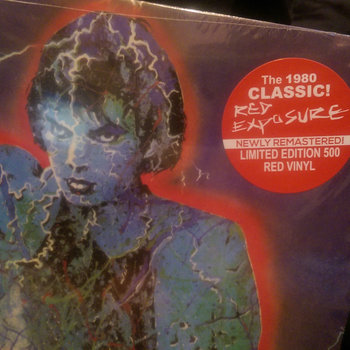 The 1980
CLASSIC!
RED
EXPOSURE
NEWLY REMASTERED!
LIMITED EDITION 500
RED VINYL